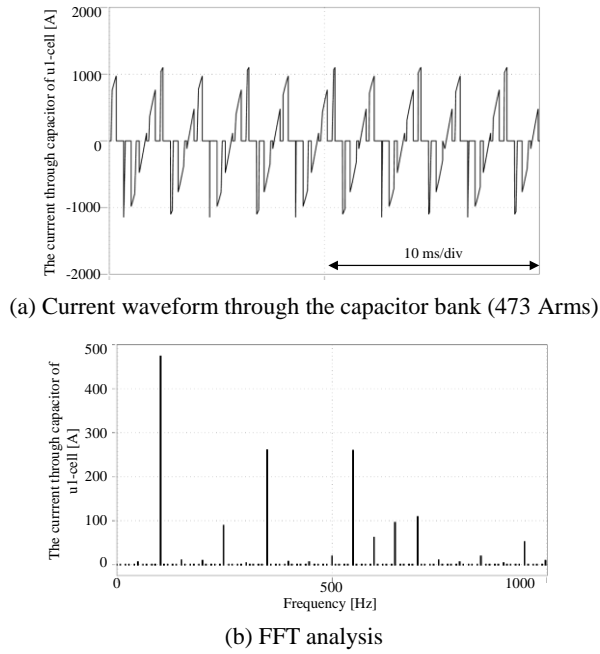 The currrent through capacitor of u1-cell [A]
2000
1000
0
-1000
-2000
10 ms/div
(a) Current waveform through the capacitor bank (473 Arms)
The currrent through capacitor of
u1-cell [A]
500
400
300
200
100
0
0
500
1000
Frequency [Hz]
(b) FFT analysis